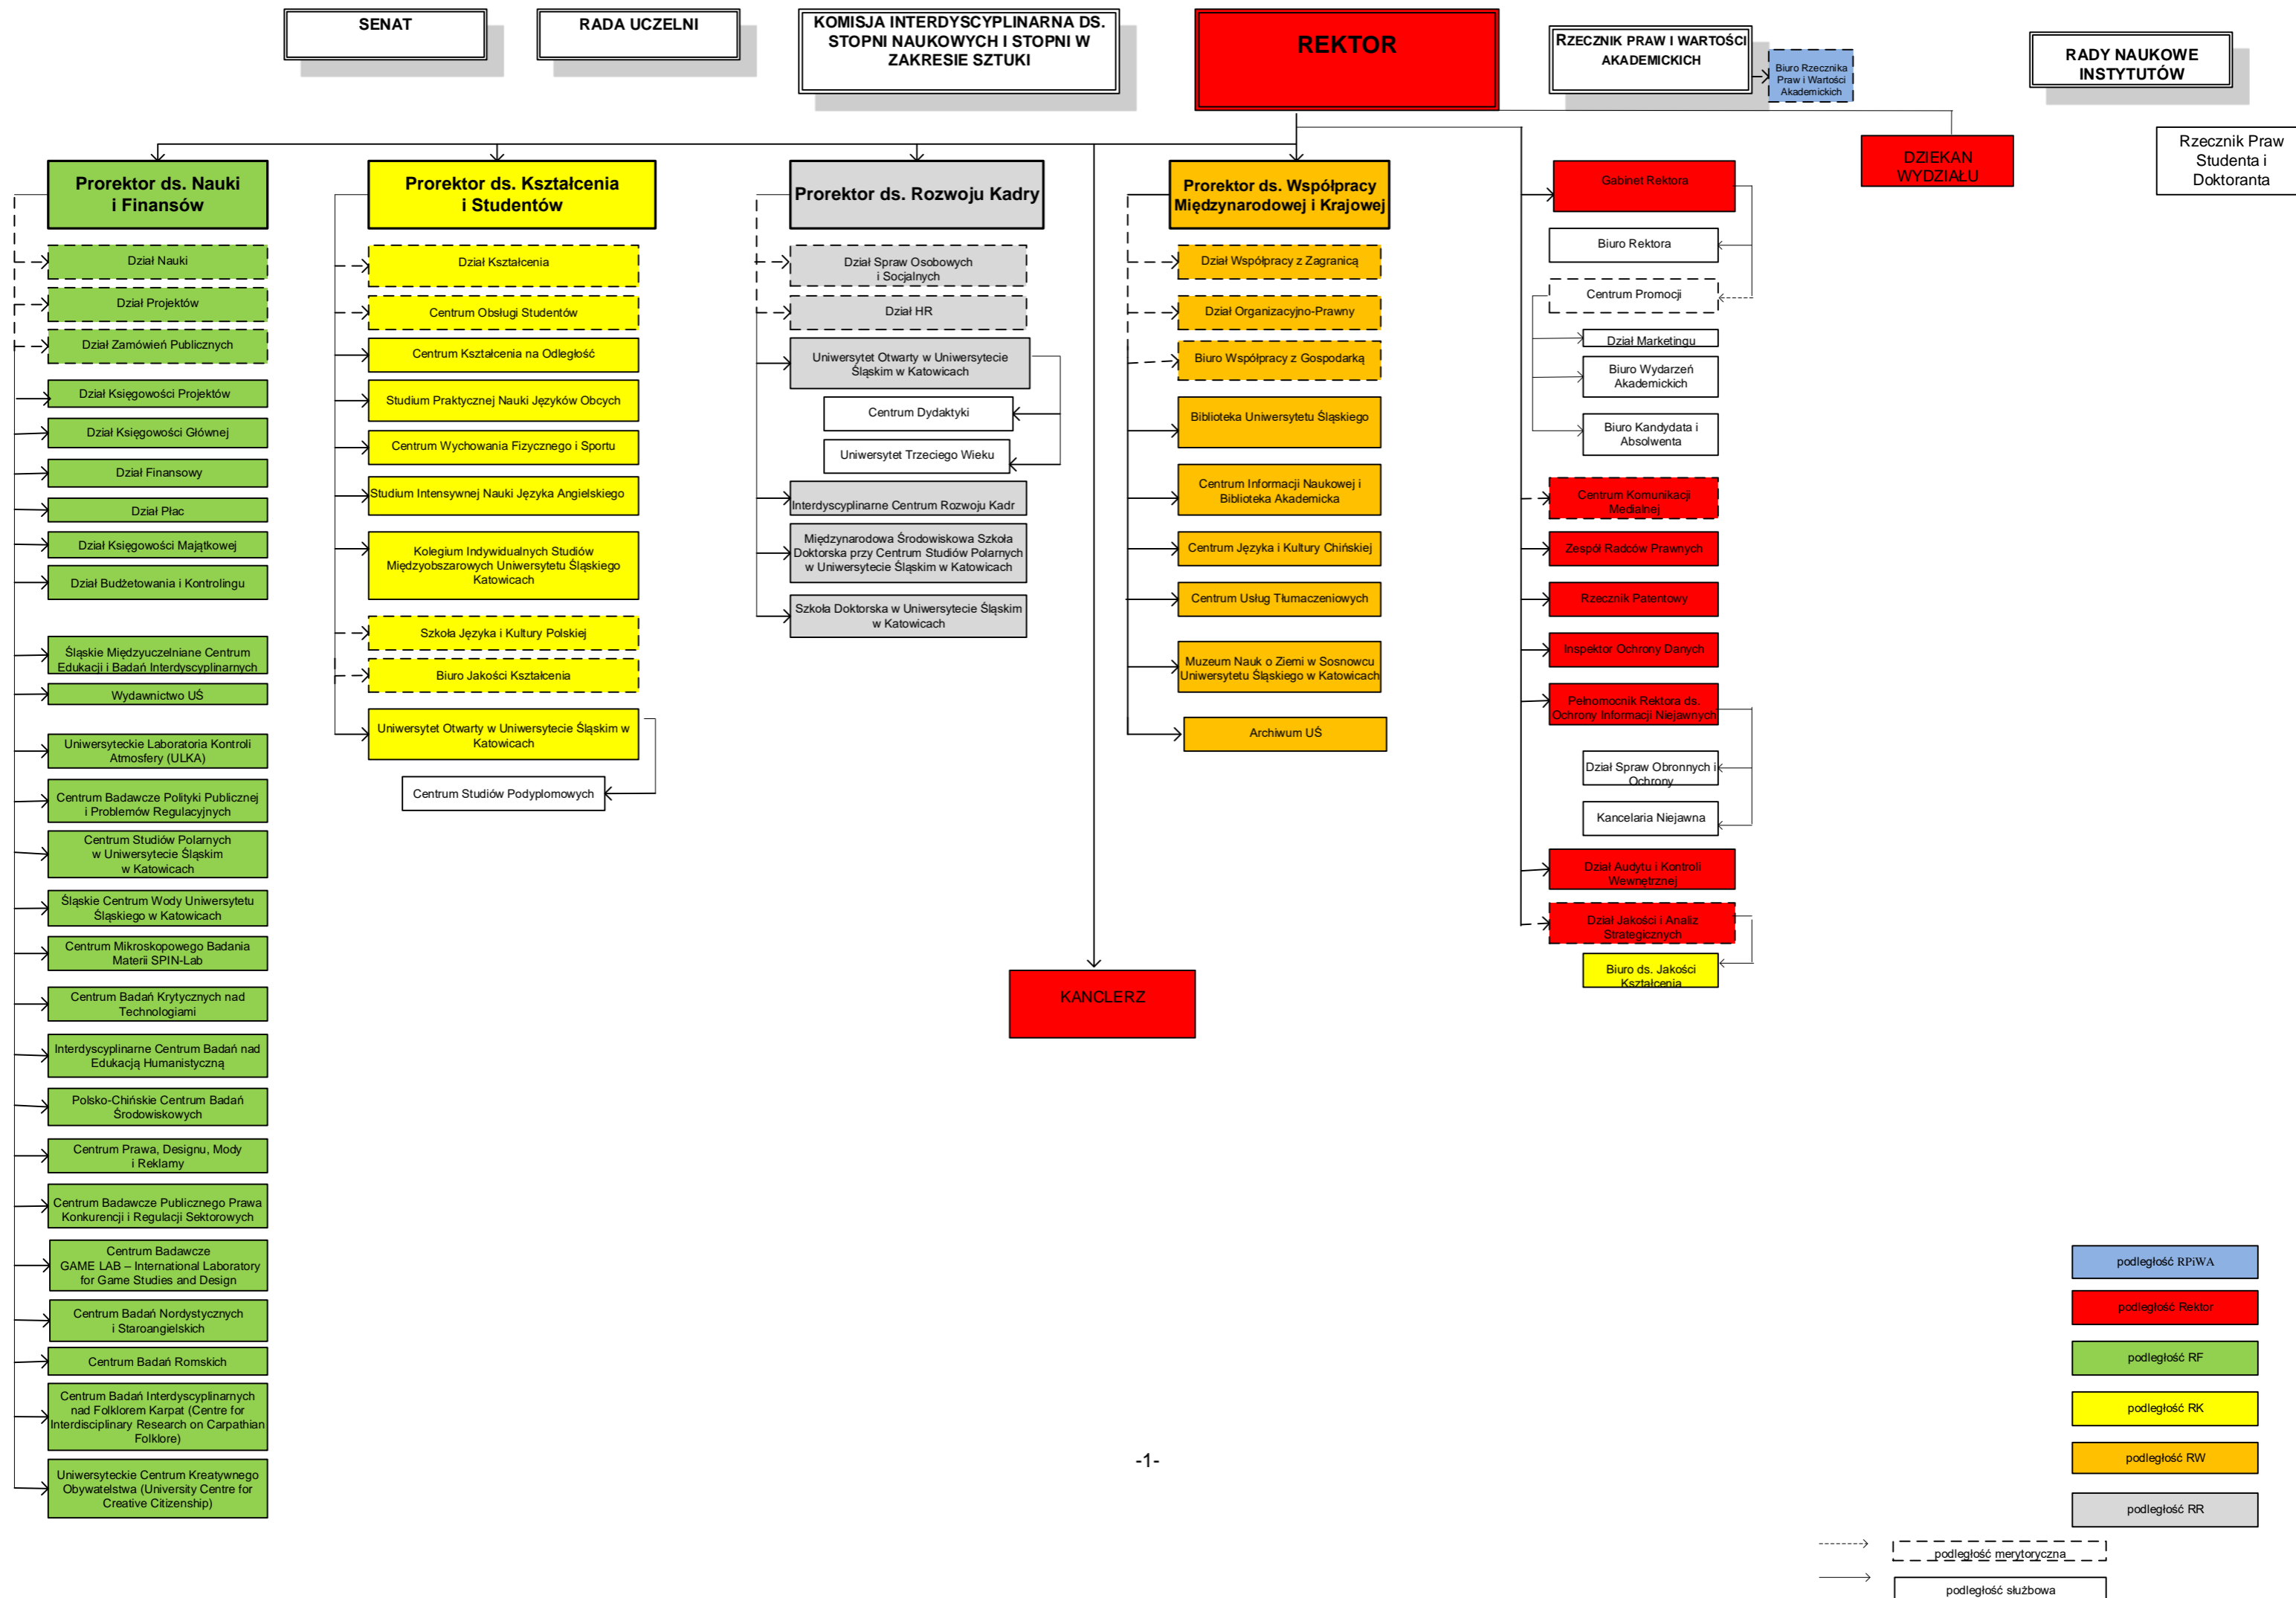 SENAT
RADA UCZELNI
KOMISJA INTERDYSCYPLINARNA DS.
STOPNI NAUKOWYCH I STOPNI W
ZAKRESIE SZTUKI
REKTOR
RZECZNIK PRAW I WARTOŚCI
AKADEMICKICH
Biuro Rzecznika
Praw i Wartości
Akademickich
RADY NAUKOWE
INSTYTUTÓW
DZIEKAN
WYDZIAŁU
Rzecznik Praw
Studenta i
Doktoranta
Prorektor ds. Nauki
i Finansów
Dział Nauki
Dział Projektów
Dział Zamówień Publicznych
Dział Księgowości Projektów
Dział Księgowości Głównej
Dział Finansowy
Dział Płac
Dział Księgowości Majątkowej
Dział Budżetowania i Kontrolingu
Śląskie Międzyuczelniane Centrum
Edukacji i Badań Interdyscyplinarnych
Wydawnictwo UŚ
Uniwersyteckie Laboratoria Kontroli
Atmosfery (ULKA)
Centrum Badawcze Polityki Publicznej
i Problemów Regulacyjnych
Centrum Studiów Polarnych
w Uniwersytecie Śląskim
w Katowicach
Śląskie Centrum Wody Uniwersytetu
Śląskiego w Katowicach
Centrum Mikroskopowego Badania
Materii SPIN-Lab
Centrum Badań Krytycznych nad
Technologiami
Interdyscyplinarne Centrum Badań nad
Edukacją Humanistyczną
Polsko-Chińskie Centrum Badań
Środowiskowych
Centrum Prawa, Designu, Mody
i Reklamy
Centrum Badawcze Publicznego Prawa
Konkurencji i Regulacji Sektorowych
Centrum Badawcze
GAME LAB – International Laboratory
for Game Studies and Design
Centrum Badań Nordystycznych
i Staroangielskich
Centrum Badań Romskich
Centrum Badań Interdyscyplinarnych
nad Folklorem Karpat (Centre for
Interdisciplinary Research on Carpathian
Folklore)
Uniwersyteckie Centrum Kreatywnego
Obywatelstwa (University Centre for
Creative Citizenship)
Prorektor ds. Kształcenia
i Studentów
Dział Kształcenia
Centrum Obsługi Studentów
Centrum Kształcenia na Odległość
Studium Praktycznej Nauki Języków Obcych
Centrum Wychowania Fizycznego i Sportu
Studium Intensywnej Nauki Języka Angielskiego
Kolegium Indywidualnych Studiów
Międzyobszarowych Uniwersytetu Śląskiego
Katowicach
Szkoła Języka i Kultury Polskiej
Biuro Jakości Kształcenia
Uniwersytet Otwarty w Uniwersytecie Śląskim w
Katowicach
Centrum Studiów Podyplomowych
Prorektor ds. Rozwoju Kadry
Dział Spraw Osobowych
i Socjalnych
Dział HR
Uniwersytet Otwarty w Uniwersytecie
Śląskim w Katowicach
Centrum Dydaktyki
Uniwersytet Trzeciego Wieku
Interdyscyplinarne Centrum Rozwoju Kadr
Międzynarodowa Środowiskowa Szkoła
Doktorska przy Centrum Studiów Polarnych
w Uniwersytecie Śląskim w Katowicach
Szkoła Doktorska w Uniwersytecie Śląskim
w Katowicach
Prorektor ds. Współpracy
Międzynarodowej i Krajowej
Dział Współpracy z Zagranicą
Dział Organizacyjno-Prawny
Biuro Współpracy z Gospodarką
Biblioteka Uniwersytetu Śląskiego
Centrum Informacji Naukowej i
Biblioteka Akademicka
Centrum Języka i Kultury Chińskiej
Centrum Usług Tłumaczeniowych
Muzeum Nauk o Ziemi w Sosnowcu
Uniwersytetu Śląskiego w Katowicach
Archiwum UŚ
KANCLERZ
Gabinet Rektora
Biuro Rektora
Centrum Promocji
Dział Marketingu
Biuro Wydarzeń
Akademickich
Biuro Kandydata i
Absolwenta
Centrum Komunikacji
Medialnej
Zespół Radców Prawnych
Rzecznik Patentowy
Inspektor Ochrony Danych
Pełnomocnik Rektora ds.
Ochrony Informacji Niejawnych
Dział Spraw Obronnych i
Ochrony
Kancelaria Niejawna
Dział Audytu i Kontroli
Wewnętrznej
Dział Jakości i Analiz
Strategicznych
Biuro ds. Jakości
Kształcenia
podległość RPiWA
podległość Rektor
podległość RF
podległość RK
podległość RW
podległość RR
podległość merytoryczna
podległość służbowa
-1-